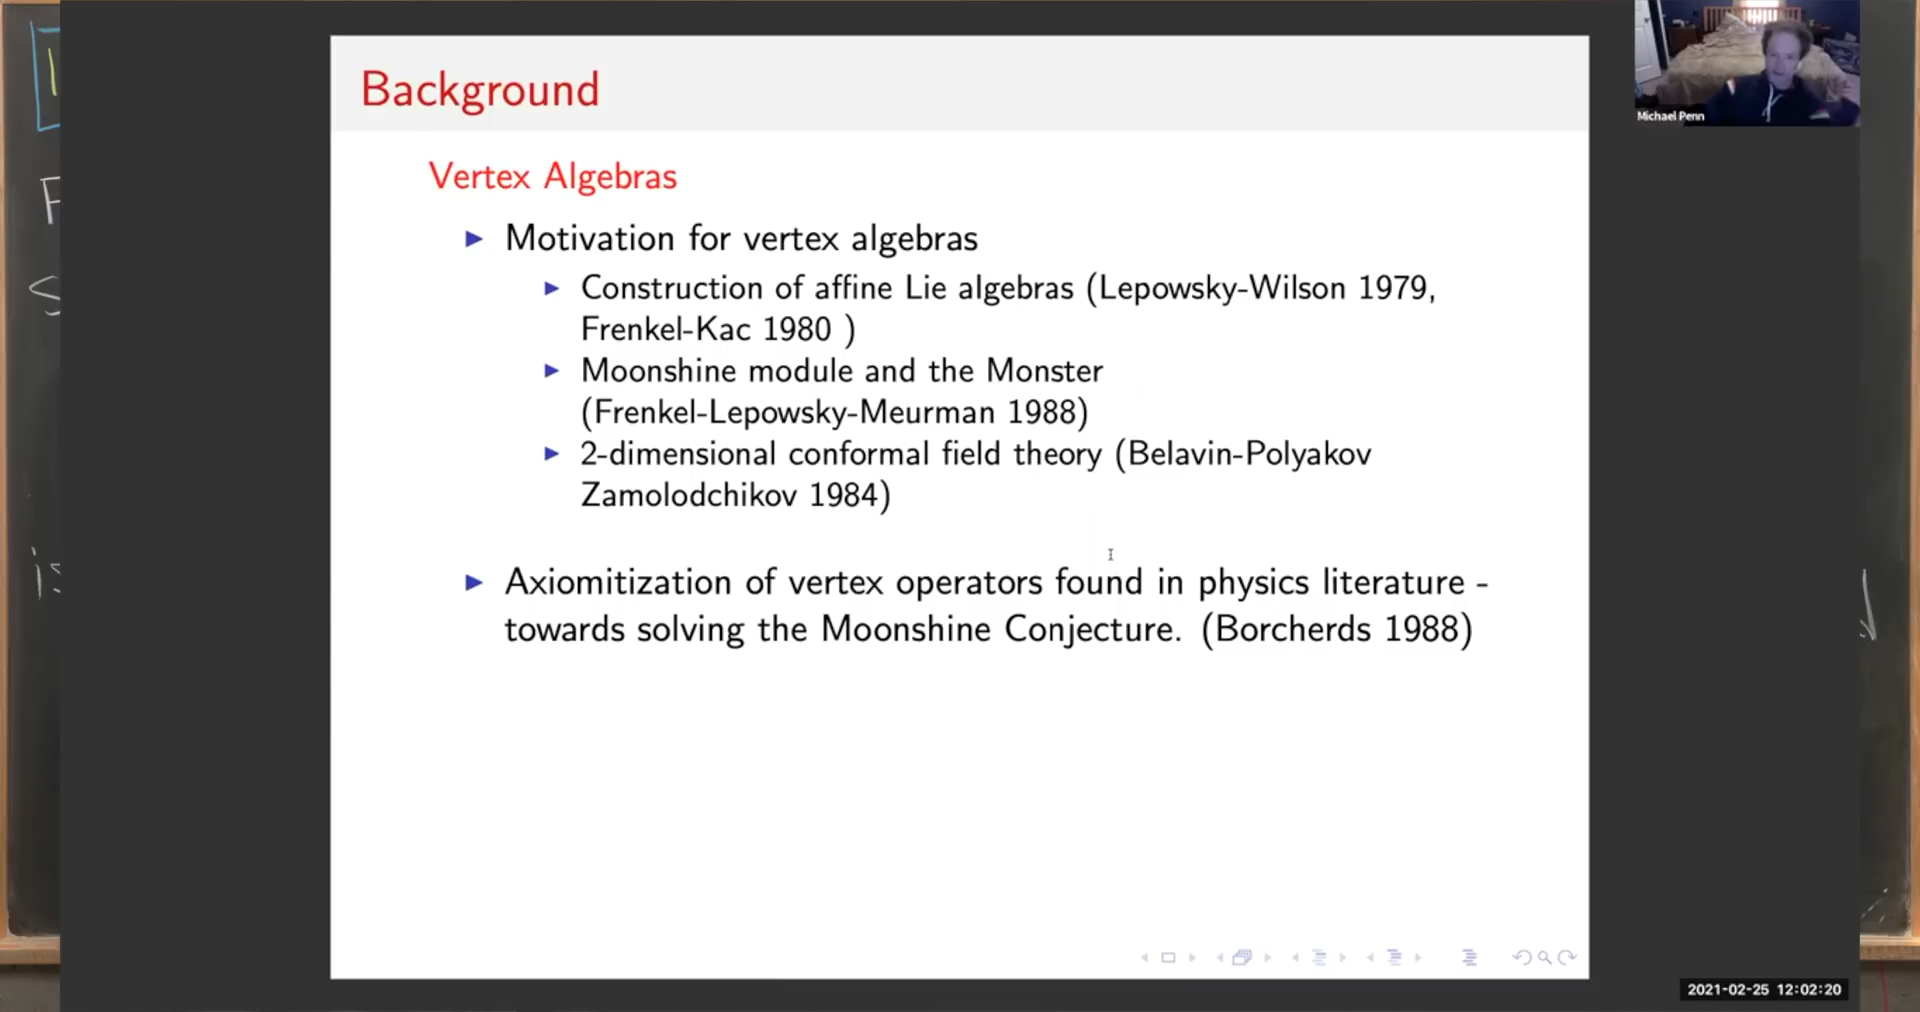 Background
Michael Penn
Vertex Algebras
Motivation for vertex algebras
Construction of affine Lie algebras (Lepowsky-Wilson 1979,
Frenkel-Kac 1980 )
Moonshine module and the Monster
(Frenkel-Lepowsky-Meurman 1988)
2-dimensional conformal field theory (Belavin-Polyakov
Zamolodchikov 1984)
Axiomitization of vertex operators found in physics literature -
towards solving the Moonshine Conjecture. (Borcherds 1988)
2021-02-25 12:02:20